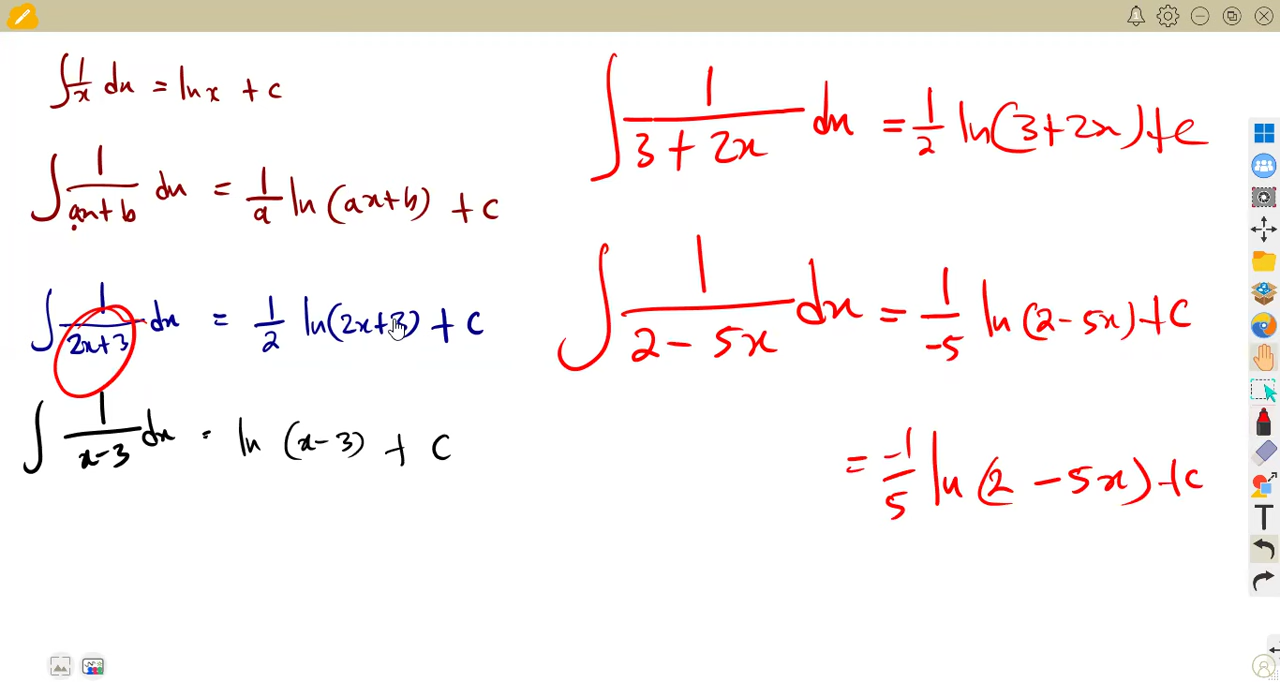 ∫ 1/x dx = ln x + c
∫ 1/(ax+b) dx = 1/a ln(ax+b) + c
∫ 1/(2x+3) dx = 1/2 ln(2x+3) + c
∫ 1/(x-3) dx = ln (x-3) + c
∫ 1/(3+2x) dx = 1/2 ln(3+2x)+c
∫ 1/(2-5x) dx = 1/-5 ln(2-5x)+c
= -1/5 ln(2-5x)+c